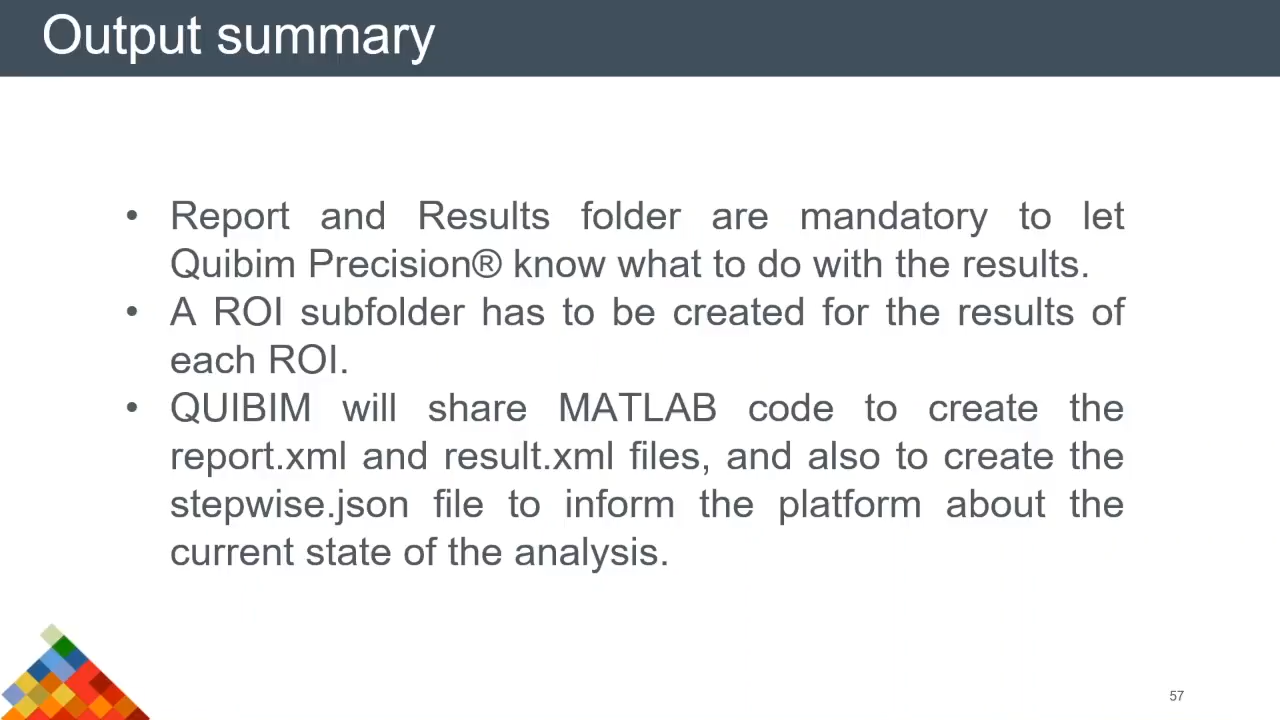 Output summary
• Report and Results folder are mandatory to let
Quibim Precision® know what to do with the results.
• A ROI subfolder has to be created for the results of
each ROI.
• QUIBIM will share MATLAB code to create the
report.xml and result.xml files, and also to create the
stepwise.json file to inform the platform about the
current state of the analysis.
57